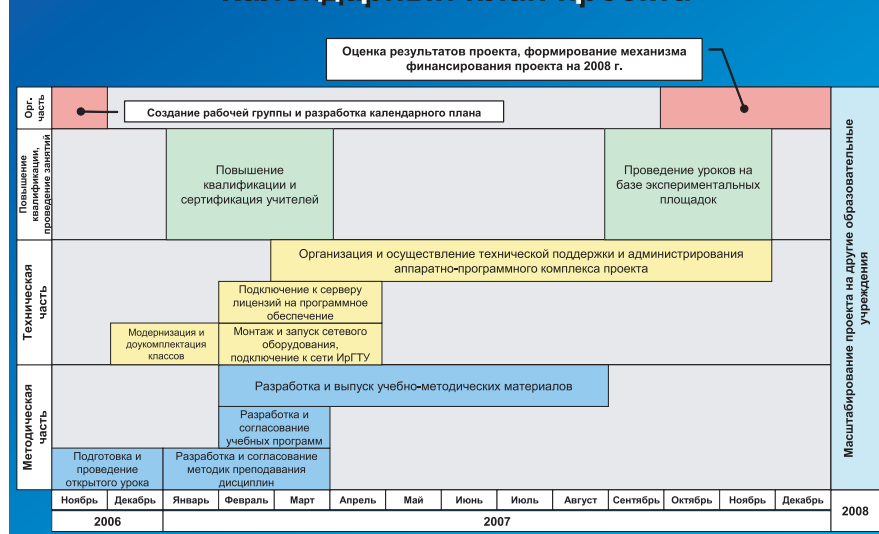 Календарный план проекта
Оценка результатов проекта, формирование механизма
финансирования проекта на 2008 г.
Орг.
часть
Создание рабочей группы и разработка календарного плана
Повышение
квалификации,
проведение занятий
Повышение
квалификации и
сертификация учителей
Проведение уроков на
базе экспериментальных
площадок
Техническая
часть
Организация и осуществление технической поддержки и администрирования
аппаратно-программного комплекса проекта
Подключение к серверу
лицензий на программное
обеспечение
Модернизация и
доукомплектация
классов
Монтаж и запуск сетевого
оборудования,
подключение к сети ИрГТУ
Методическая
часть
Разработка и выпуск учебно-методических материалов
Разработка и
согласование
учебных программ
Подготовка и
проведение
открытого урока
Разработка и согласование
методик преподавания
дисциплин
Масштабирование проекта на другие образовательные
учреждения
Ноябрь Декабрь Январь Февраль Март Апрель Май Июнь Июль Август Сентябрь Октябрь Ноябрь Декабрь
2006 2007 2008